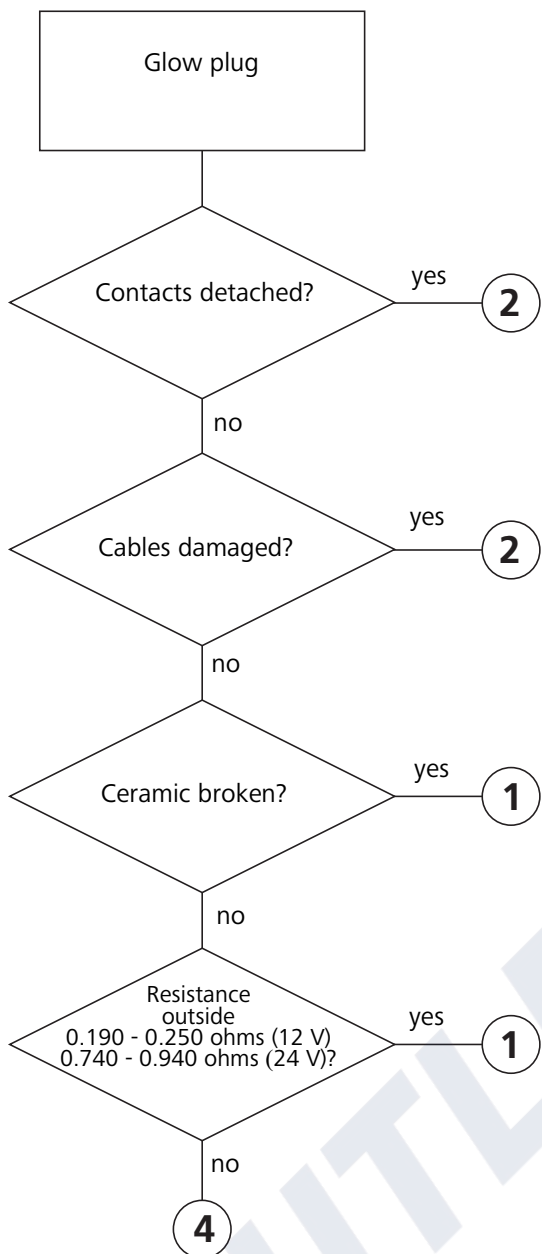 Glow plug
Contacts detached?
yes
2
no
Cables damaged?
yes
2
no
Ceramic broken?
yes
1
no
Resistance
outside
0.190 - 0.250 ohms (12 V)
0.740 - 0.940 ohms (24 V)?
yes
1
no
4